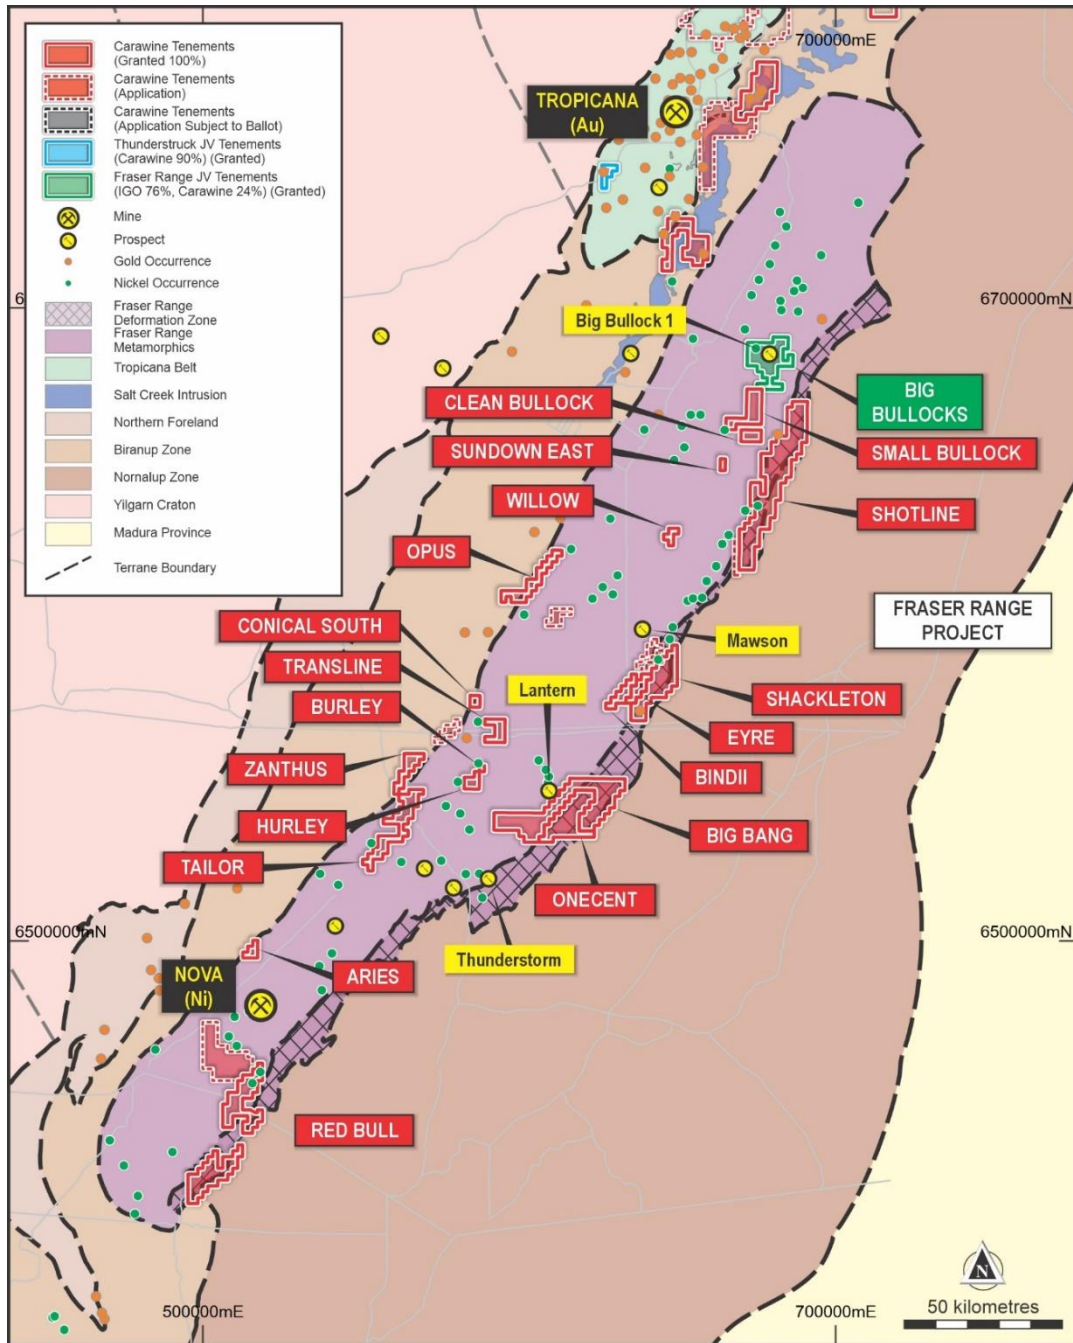 Carawine Tenements
(Granted 100%)
Carawine Tenements
(Application)
Carawine Tenements
(Application Subject to Ballot)
Thunderstruck JV Tenements
(Carawine 90%) (Granted)
Fraser Range JV Tenements
(IGO 76%, Carawine 24%) (Granted)
Mine
Prospect
Gold Occurrence
Nickel Occurrence
Fraser Range
Deformation Zone
Fraser Range
Metamorphics
Tropicana Belt
Salt Creek Intrusion
Northern Foreland
Biranup Zone
Nornalup Zone
Yilgarn Craton
Madura Province
Terrane Boundary
700000mE
TROPICANA
(Au)
6
6700000mN
Big Bullock 1
BIG
BULLOCKS
CLEAN BULLOCK
SUNDOWN EAST
SMALL BULLOCK
WILLOW
SHOTLINE
OPUS
FRASER RANGE
PROJECT
CONICAL SOUTH
Mawson
TRANSLINE
Lantern
SHACKLETON
BURLEY
EYRE
ZANTHUS
BINDII
HURLEY
BIG BANG
TAILOR
ONECENT
6500000mN
6500000mN
Thunderstorm
NOVA
(Ni)
ARIES
RED BULL
N
500000mE
700000mE
50 kilometres